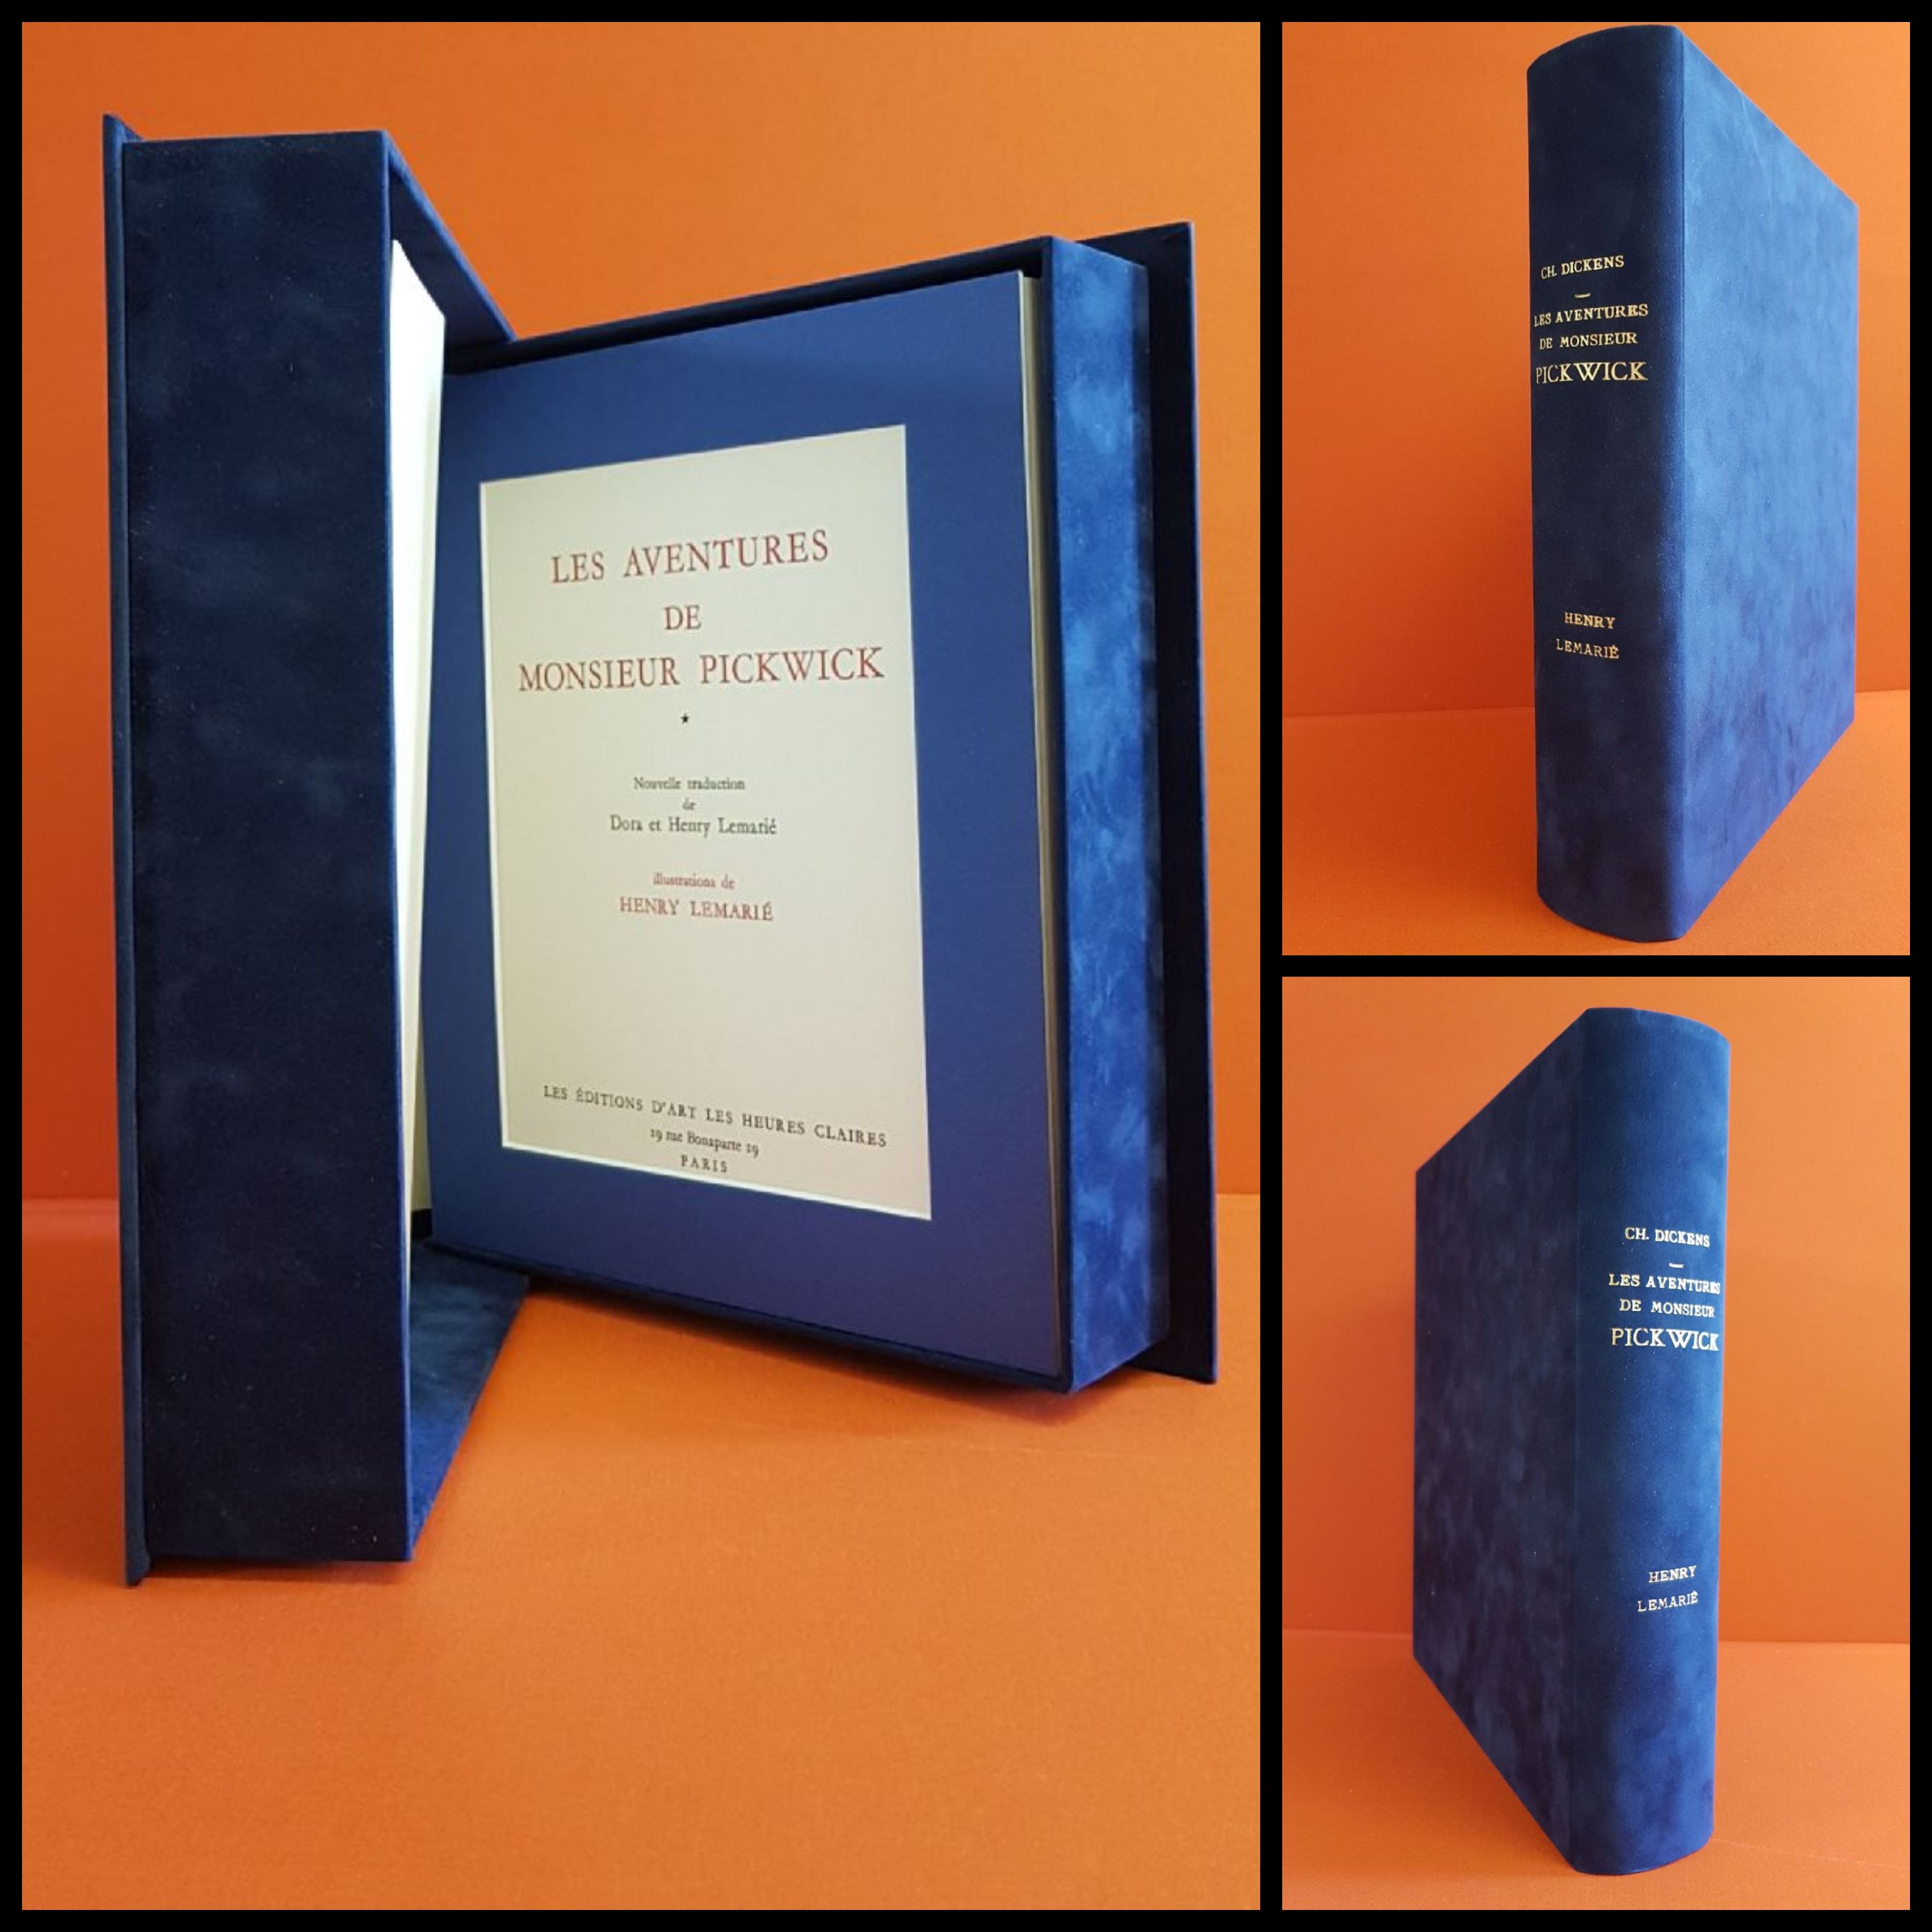 LES AVENTURES
DE
MONSIEUR PICKWICK
★
Nouvelle traduction
de
Dora et Henry Lemarié
illustrations de
HENRY LEMARIÉ
LES ÉDITIONS D'ART LES HEURES CLAIRES
19 rue Bonaparte 19
PARIS
CH. DICKENS
—
LES AVENTURES
DE MONSIEUR
PICKWICK
HENRY
LEMARIÉ
CH. DICKENS
—
LES AVENTURES
DE MONSIEUR
PICKWICK
HENRY
LEMARIÉ